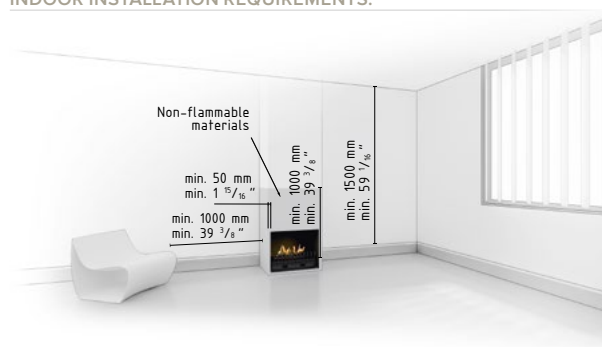 INDOOR INSTALLATION REQUIREMENTS:
Non-flammable
materials
min. 50 mm
min. 1 15/16 "
min. 1000 mm
min. 39 3/8 "
min. 1000 mm
min. 39 3/8 "
min. 1500 mm
min. 59 1/16 "